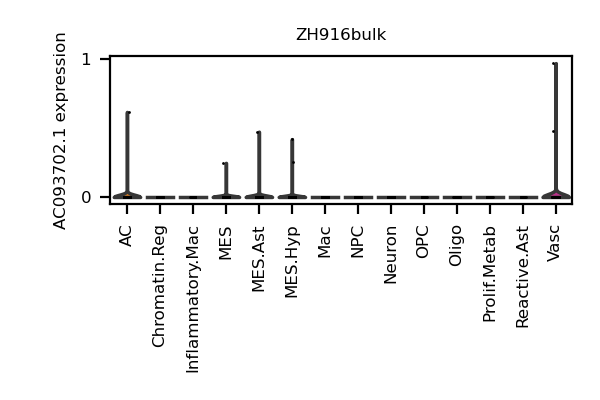 ZH916bulk
AC093702.1 expression
1
0
AC
Chromatin.Reg
Inflammatory.Mac
MES
MES.Ast
MES.Hyp
Mac
NPC
Neuron
OPC
Oligo
Prolif.Metab
Reactive.Ast
Vasc